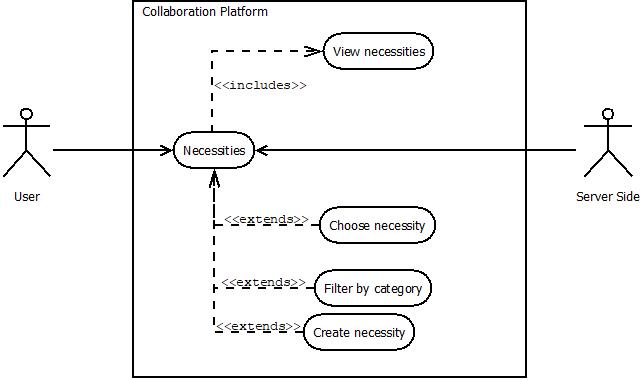 Collaboration Platform
View necessities
<<includes>>
Necessities
User
Server Side
<<extends>>
Choose necessity
<<extends>>
Filter by category
<<extends>>
Create necessity